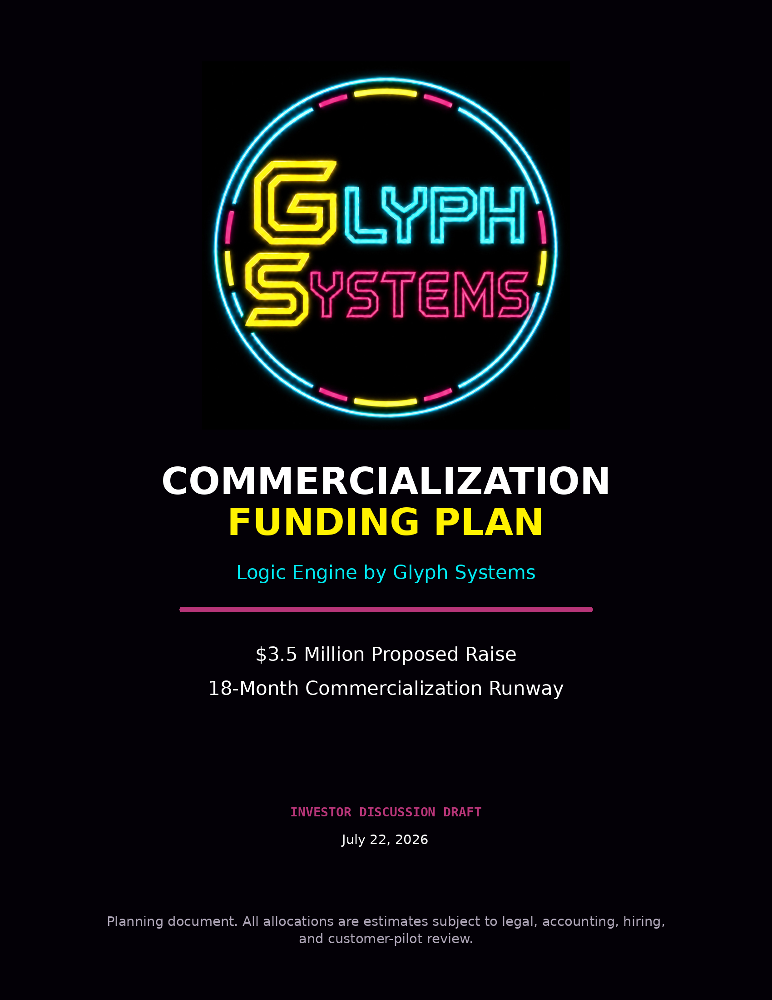 GLYPH
SYSTEMS
COMMERCIALIZATION
FUNDING PLAN
Logic Engine by Glyph Systems
$3.5 Million Proposed Raise
18-Month Commercialization Runway
INVESTOR DISCUSSION DRAFT
July 22, 2026
Planning document. All allocations are estimates subject to legal, accounting, hiring,
and customer-pilot review.